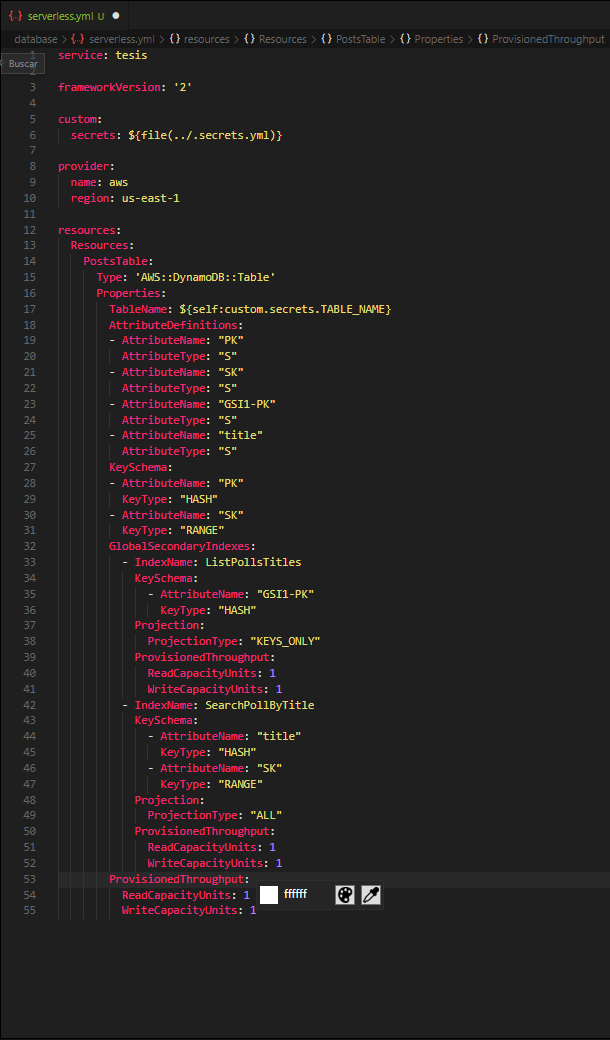 {..} serverless.yml U ●
database > {..} serverless.yml > {} resources > {} Resources > {} PostsTable > {} Properties > {} ProvisionedThroughput
1 service: tesis
Buscar
2
3 frameworkVersion: '2'
4
5 custom:
6 secrets: ${file(../.secrets.yml)}
7
8 provider:
9 name: aws
10 region: us-east-1
11
12 resources:
13 Resources:
14 PostsTable:
15 Type: 'AWS::DynamoDB::Table'
16 Properties:
17 TableName: ${self:custom.secrets.TABLE_NAME}
18 AttributeDefinitions:
19 - AttributeName: "PK"
20 AttributeType: "S"
21 - AttributeName: "SK"
22 AttributeType: "S"
23 - AttributeName: "GSI1-PK"
24 AttributeType: "S"
25 - AttributeName: "title"
26 AttributeType: "S"
27 KeySchema:
28 - AttributeName: "PK"
29 KeyType: "HASH"
30 - AttributeName: "SK"
31 KeyType: "RANGE"
32 GlobalSecondaryIndexes:
33 - IndexName: ListPollsTitles
34 KeySchema:
35 - AttributeName: "GSI1-PK"
36 KeyType: "HASH"
37 Projection:
38 ProjectionType: "KEYS_ONLY"
39 ProvisionedThroughput:
40 ReadCapacityUnits: 1
41 WriteCapacityUnits: 1
42 - IndexName: SearchPollByTitle
43 KeySchema:
44 - AttributeName: "title"
45 KeyType: "HASH"
46 - AttributeName: "SK"
47 KeyType: "RANGE"
48 Projection:
49 ProjectionType: "ALL"
50 ProvisionedThroughput:
51 ReadCapacityUnits: 1
52 WriteCapacityUnits: 1
53 ProvisionedThroughput:
54 ReadCapacityUnits: 1 ffffff
55 WriteCapacityUnits: 1